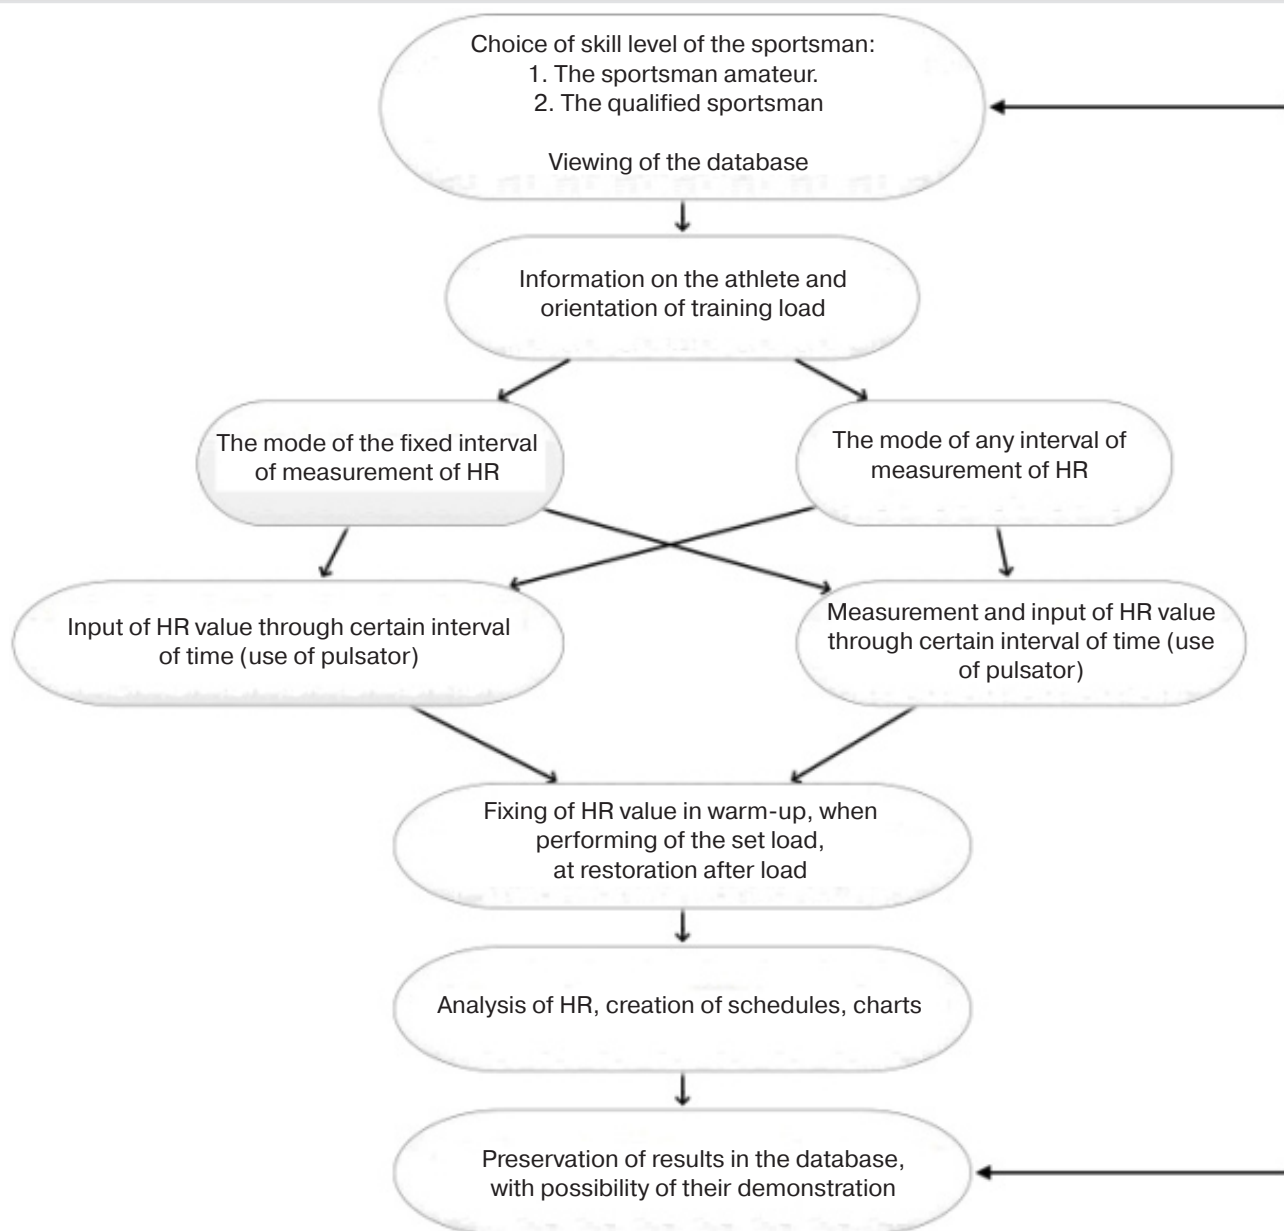 Choice of skill level of the sportsman:
1. The sportsman amateur.
2. The qualified sportsman
Viewing of the database
Information on the athlete and
orientation of training load
The mode of the fixed interval
of measurement of HR
The mode of any interval of
measurement of HR
Input of HR value through certain interval
of time (use of pulsator)
Measurement and input of HR value
through certain interval of time (use
of pulsator)
Fixing of HR value in warm-up, when
performing of the set load,
at restoration after load
Analysis of HR, creation of schedules, charts
Preservation of results in the database,
with possibility of their demonstration